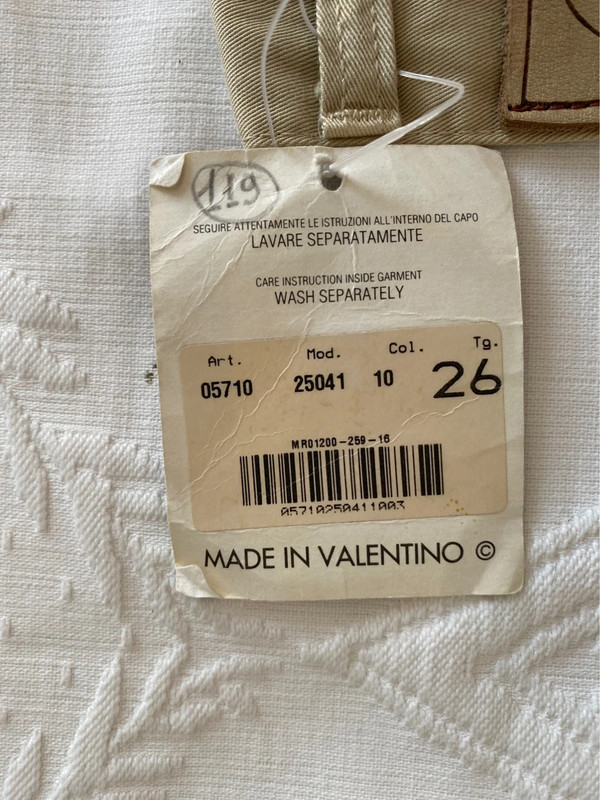 119
SEGUIRE ATTENTAMENTE LE ISTRUZIONI ALL'INTERNO DEL CAPO
LAVARE SEPARATAMENTE
CARE INSTRUCTION INSIDE GARMENT
WASH SEPARATELY
Art. Mod. Col. Tg.
05710 25041 10 26
MR01200-259-16
05710250411003
MADE IN VALENTINO ©